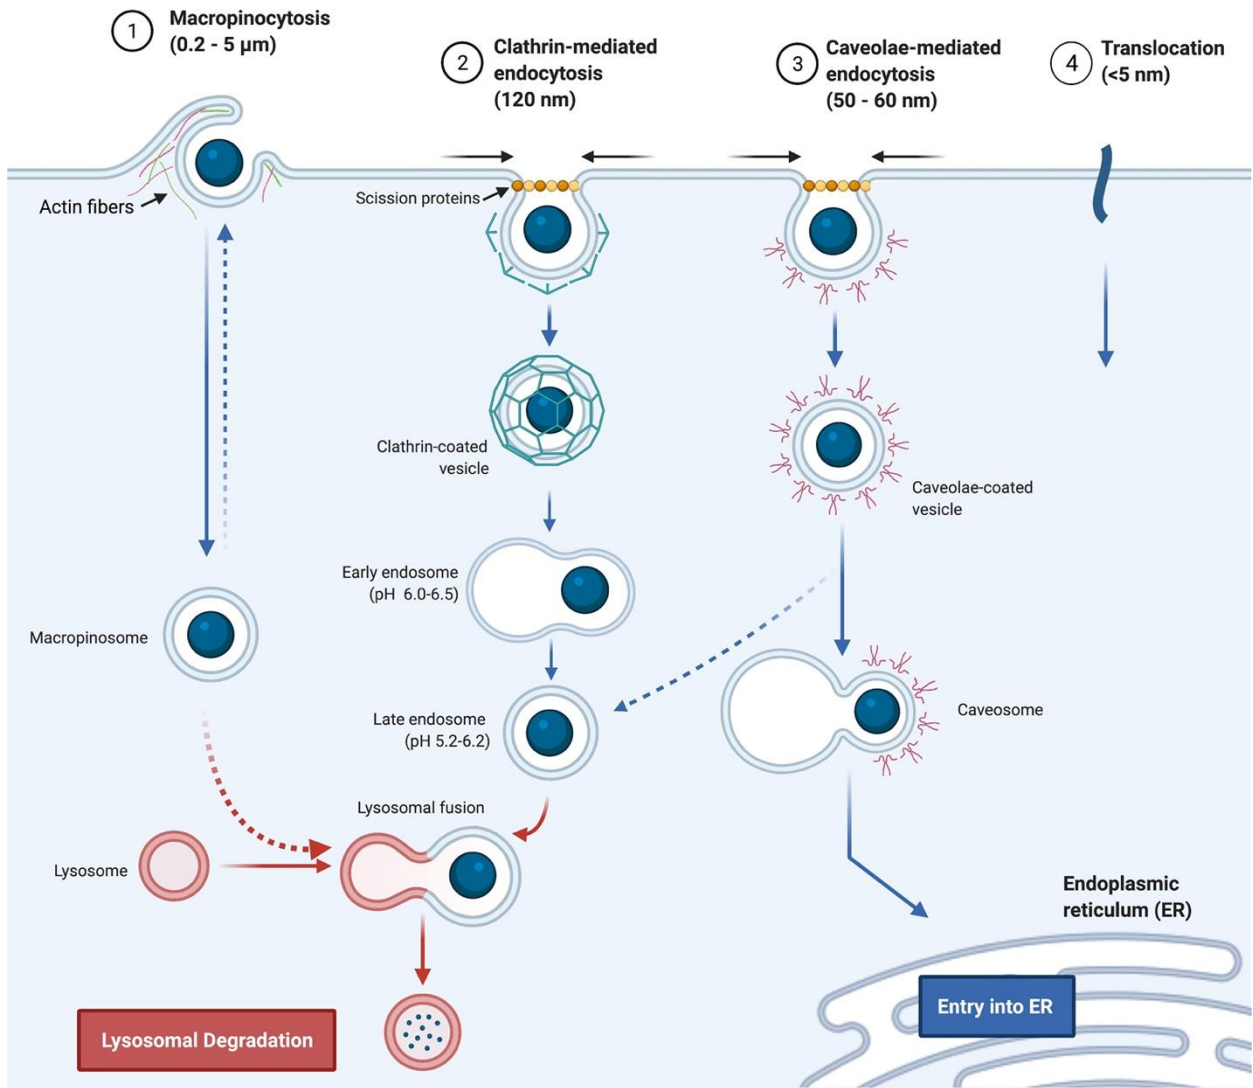 1
Macropinocytosis
(0.2 - 5 μm)
2
Clathrin-mediated
endocytosis
(120 nm)
3
Caveolae-mediated
endocytosis
(50 - 60 nm)
4
Translocation
(<5 nm)
Actin fibers
Scission proteins
Clathrin-coated
vesicle
Caveolae-coated
vesicle
Early endosome
(pH 6.0-6.5)
Macropinosome
Late endosome
(pH 5.2-6.2)
Caveosome
Lysosomal fusion
Lysosome
Endoplasmic
reticulum (ER)
Entry into ER
Lysosomal Degradation